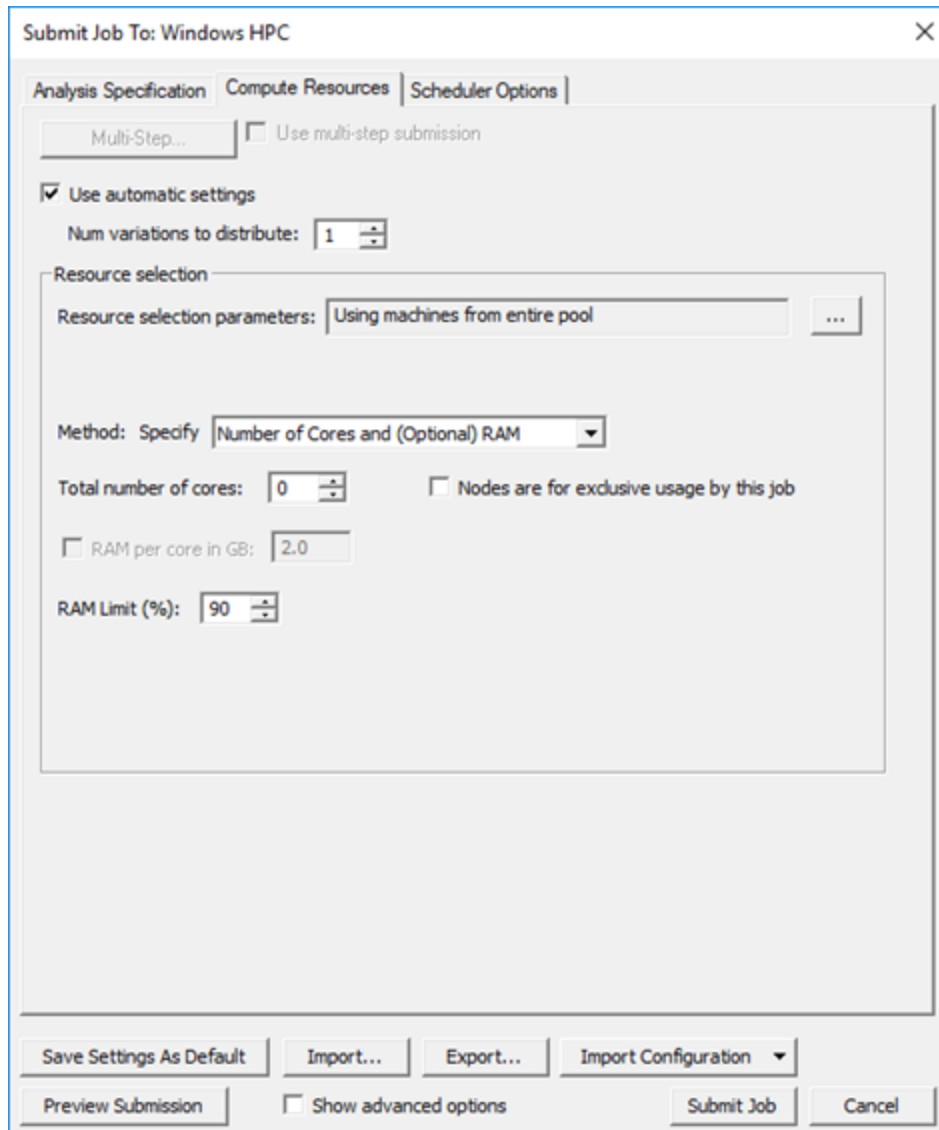 Submit Job To: Windows HPC
Analysis Specification Compute Resources Scheduler Options
Multi-Step... Use multi-step submission
Use automatic settings
Num variations to distribute: 1
Resource selection
Resource selection parameters: Using machines from entire pool ...
Method: Specify Number of Cores and (Optional) RAM
Total number of cores: 0 Nodes are for exclusive usage by this job
RAM per core in GB: 2.0
RAM Limit (%): 90
Save Settings As Default Import... Export... Import Configuration
Preview Submission Show advanced options Submit Job Cancel